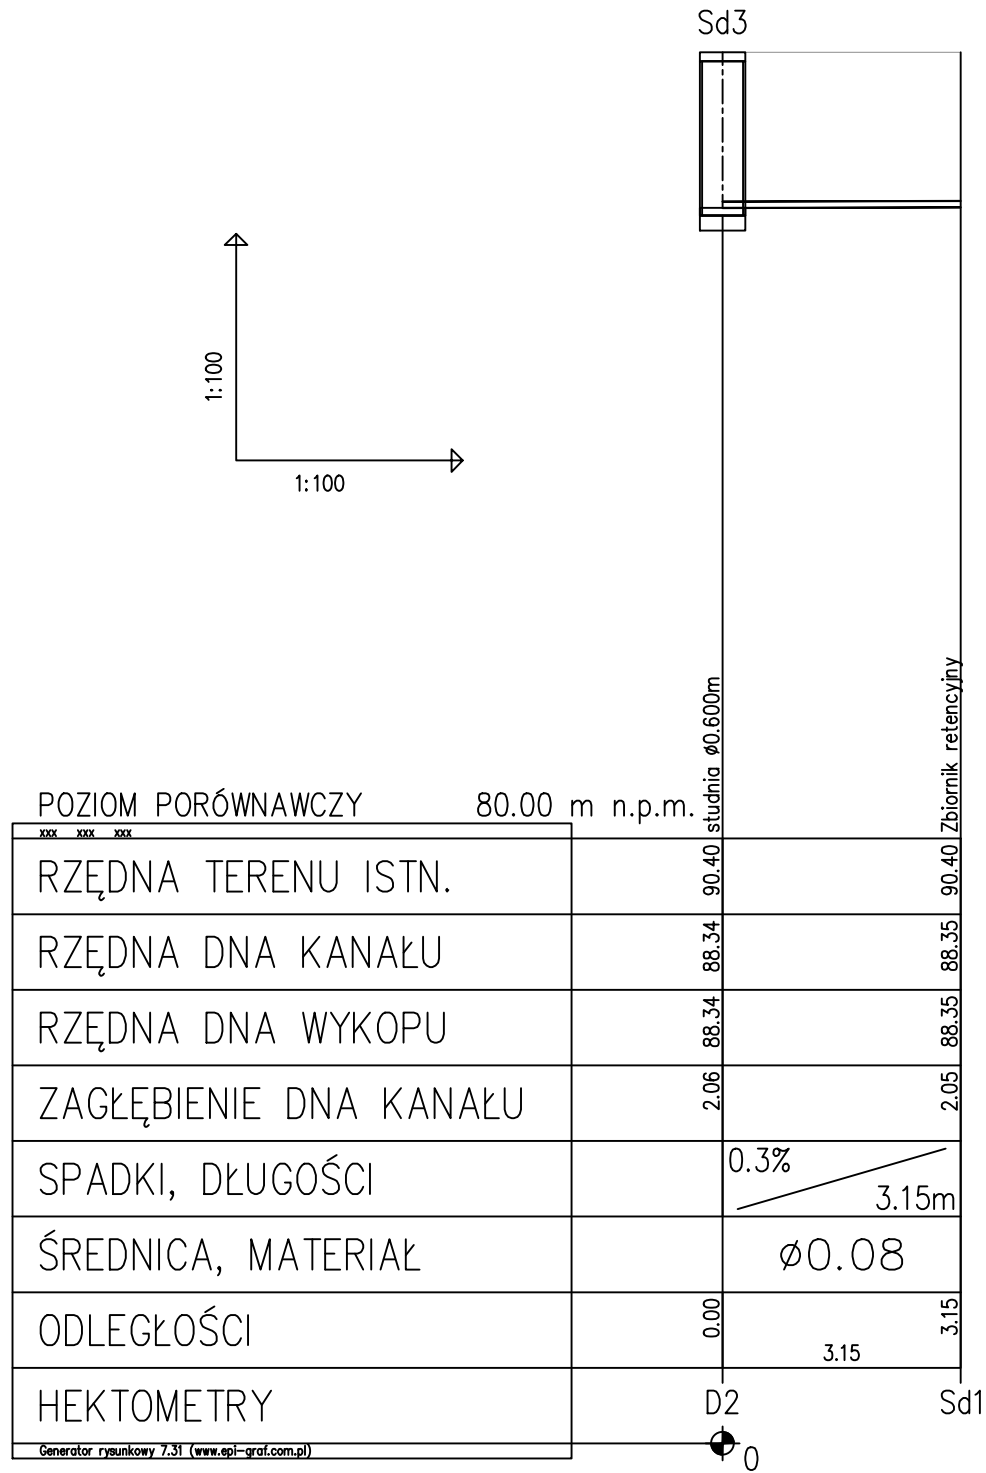 Sd3
1:100
1:100
studnia ø0.600m
Zbiornik retencyjny
POZIOM PORÓWNAWCZY 80.00 m n.p.m.
xxx xxx xxx
RZĘDNA TERENU ISTN. 90.40 90.40
RZĘDNA DNA KANAŁU 88.34 88.35
RZĘDNA DNA WYKOPU 88.34 88.35
ZAGŁĘBIENIE DNA KANAŁU 2.06 2.05
SPADKI, DŁUGOŚCI 0.3% 3.15m
ŚREDNICA, MATERIAŁ ø0.08
ODLEGŁOŚCI 0.00 3.15 3.15
HEKTOMETRY D2 Sd1
Generator rysunkowy 7.31 (www.epi-graf.com.pl) 0